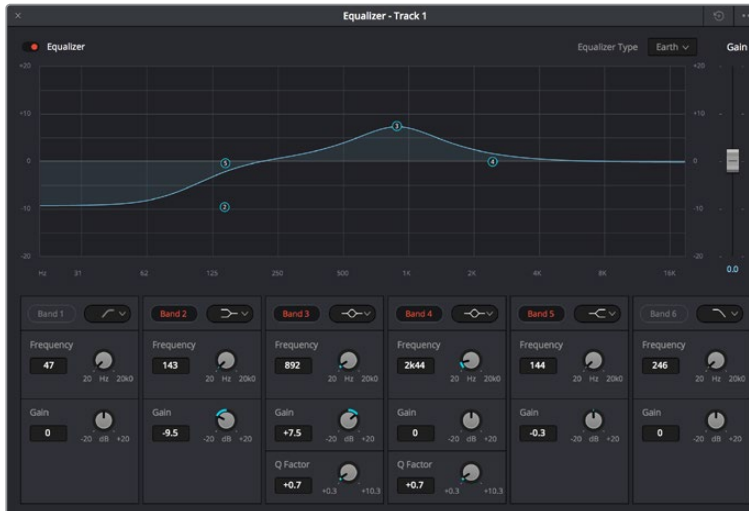 Equalizer - Track 1
Equalizer
Equalizer Type Earth Gain
+20 +20
+10 +10
0 0
-10 -10
-20 -20
5 3 4 2
Hz 31 62 125 250 500 1K 2K 4K 8K 16K 0.0
Band 1 Band 2 Band 3 Band 4 Band 5 Band 6
Frequency Frequency Frequency Frequency Frequency Frequency
47 143 892 2k44 144 246
20 Hz 20k0 20 Hz 20k0 20 Hz 20k0 20 Hz 20k0 20 Hz 20k0 20 Hz 20k0
Gain Gain Gain Gain Gain Gain
0 -9.5 +7.5 0 -0.3 0
-20 dB +20 -20 dB +20 -20 dB +20 -20 dB +20 -20 dB +20 -20 dB +20
Q Factor Q Factor
+0.7 +0.7
+0.3 +10.3 +0.3 +10.3